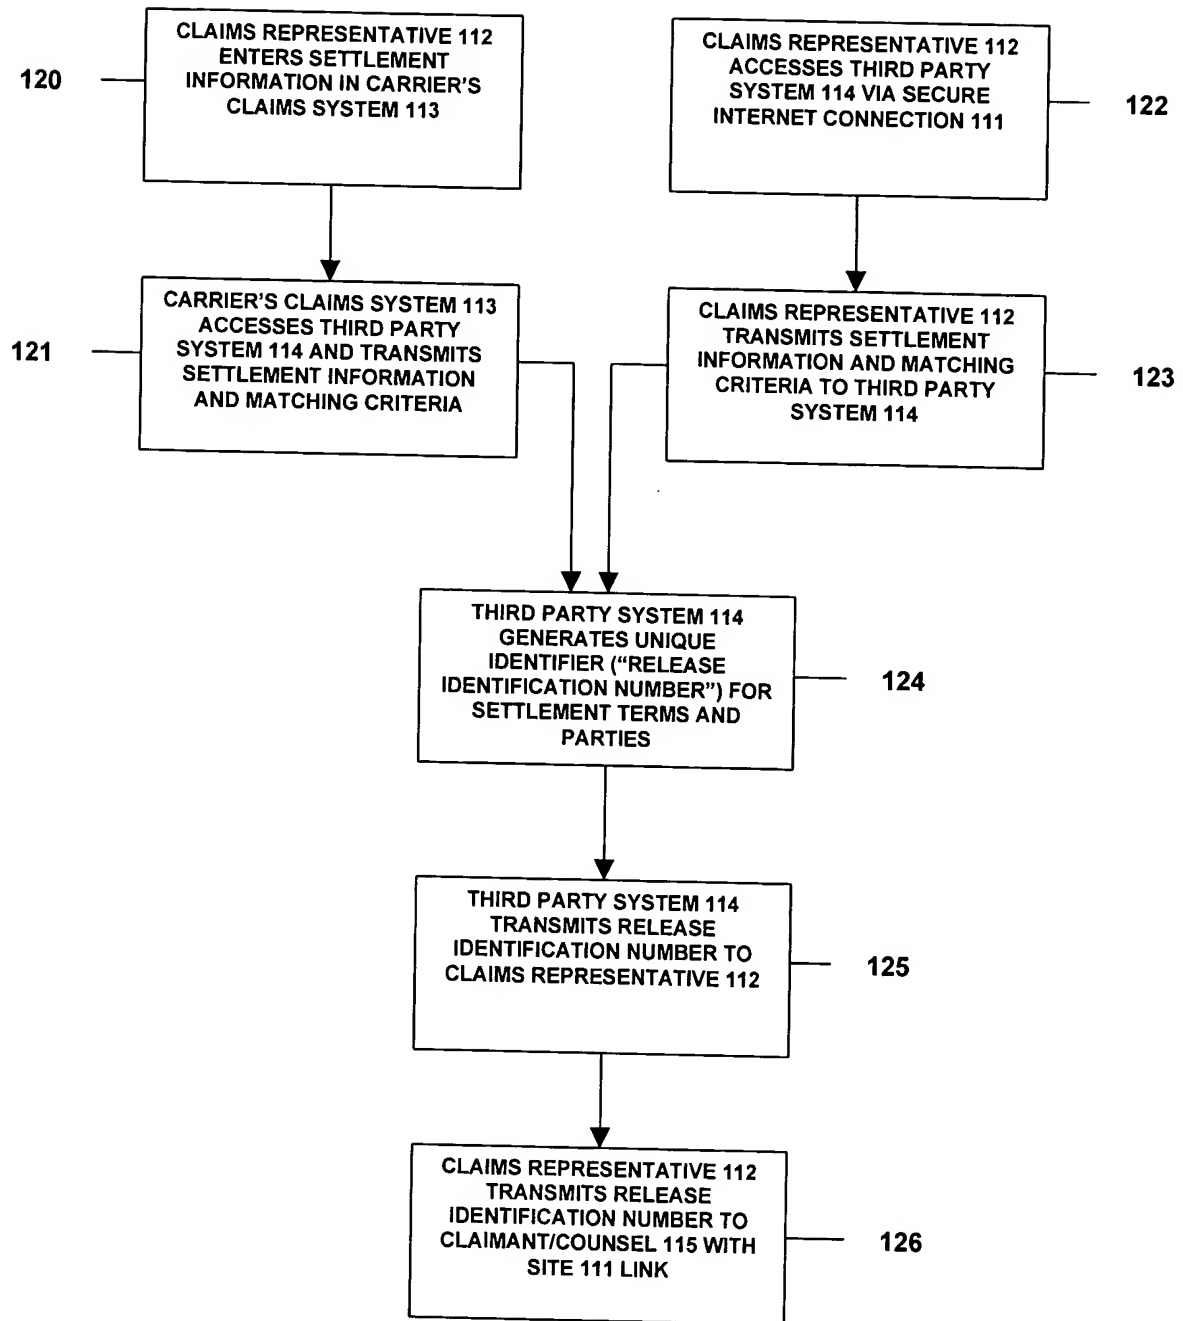 CLAIMS REPRESENTATIVE 112
ENTERS SETTLEMENT
INFORMATION IN CARRIER'S
CLAIMS SYSTEM 113
120
CLAIMS REPRESENTATIVE 112
ACCESSES THIRD PARTY
SYSTEM 114 VIA SECURE
INTERNET CONNECTION 111
122
CARRIER'S CLAIMS SYSTEM 113
ACCESSES THIRD PARTY
SYSTEM 114 AND TRANSMITS
SETTLEMENT INFORMATION
AND MATCHING CRITERIA
121
CLAIMS REPRESENTATIVE 112
TRANSMITS SETTLEMENT
INFORMATION AND MATCHING
CRITERIA TO THIRD PARTY
SYSTEM 114
123
THIRD PARTY SYSTEM 114
GENERATES UNIQUE
IDENTIFIER ("RELEASE
IDENTIFICATION NUMBER") FOR
SETTLEMENT TERMS AND
PARTIES
124
THIRD PARTY SYSTEM 114
TRANSMITS RELEASE
IDENTIFICATION NUMBER TO
CLAIMS REPRESENTATIVE 112
125
CLAIMS REPRESENTATIVE 112
TRANSMITS RELEASE
IDENTIFICATION NUMBER TO
CLAIMANT/COUNSEL 115 WITH
SITE 111 LINK
126